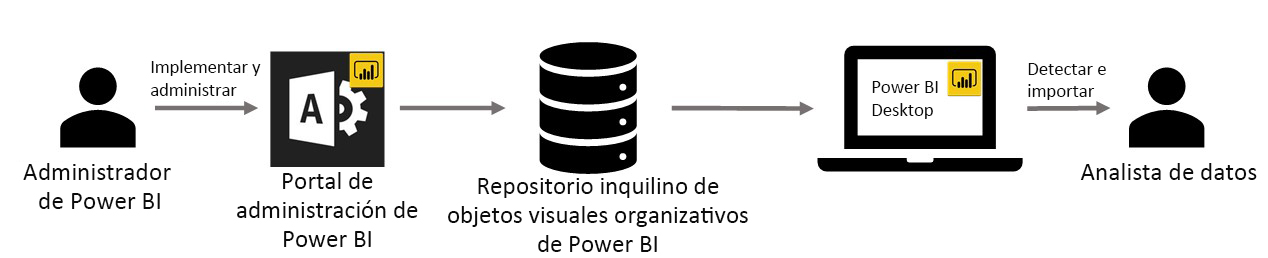 Implementar y
administrar
Administrador
de Power BI
A
Portal de
administración de
Power BI
Repositorio inquilino de
objetos visuales organizativos
de Power BI
Power BI
Desktop
Detectar e
importar
Analista de datos